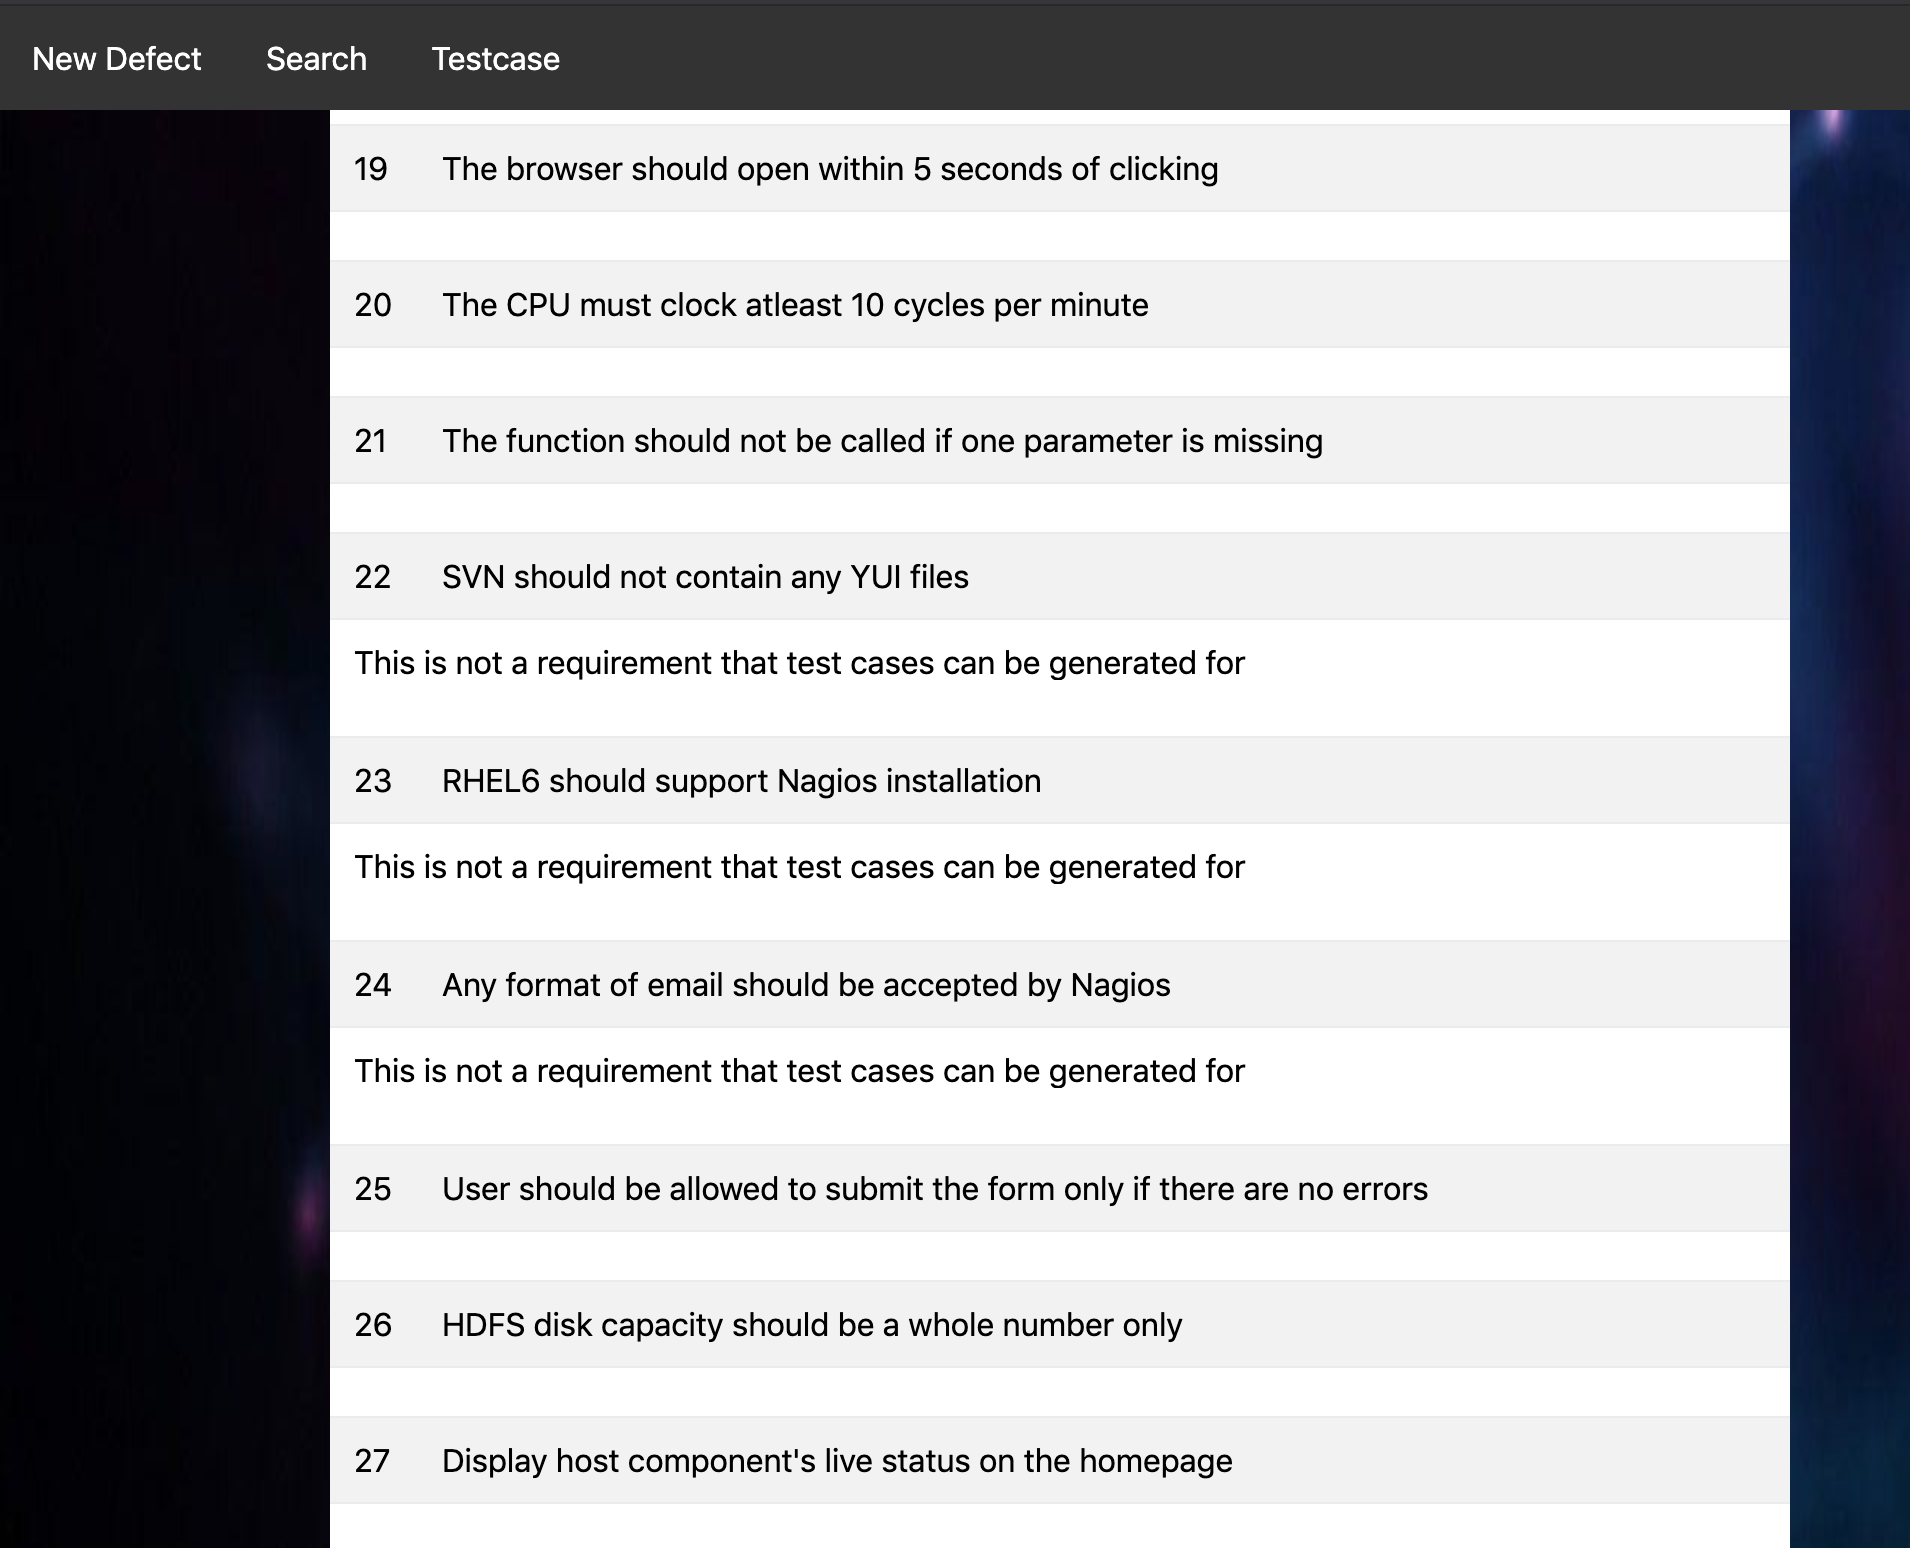 New Defect Search Testcase
19 The browser should open within 5 seconds of clicking
20 The CPU must clock atleast 10 cycles per minute
21 The function should not be called if one parameter is missing
22 SVN should not contain any YUI files
This is not a requirement that test cases can be generated for
23 RHEL6 should support Nagios installation
This is not a requirement that test cases can be generated for
24 Any format of email should be accepted by Nagios
This is not a requirement that test cases can be generated for
25 User should be allowed to submit the form only if there are no errors
26 HDFS disk capacity should be a whole number only
27 Display host component's live status on the homepage